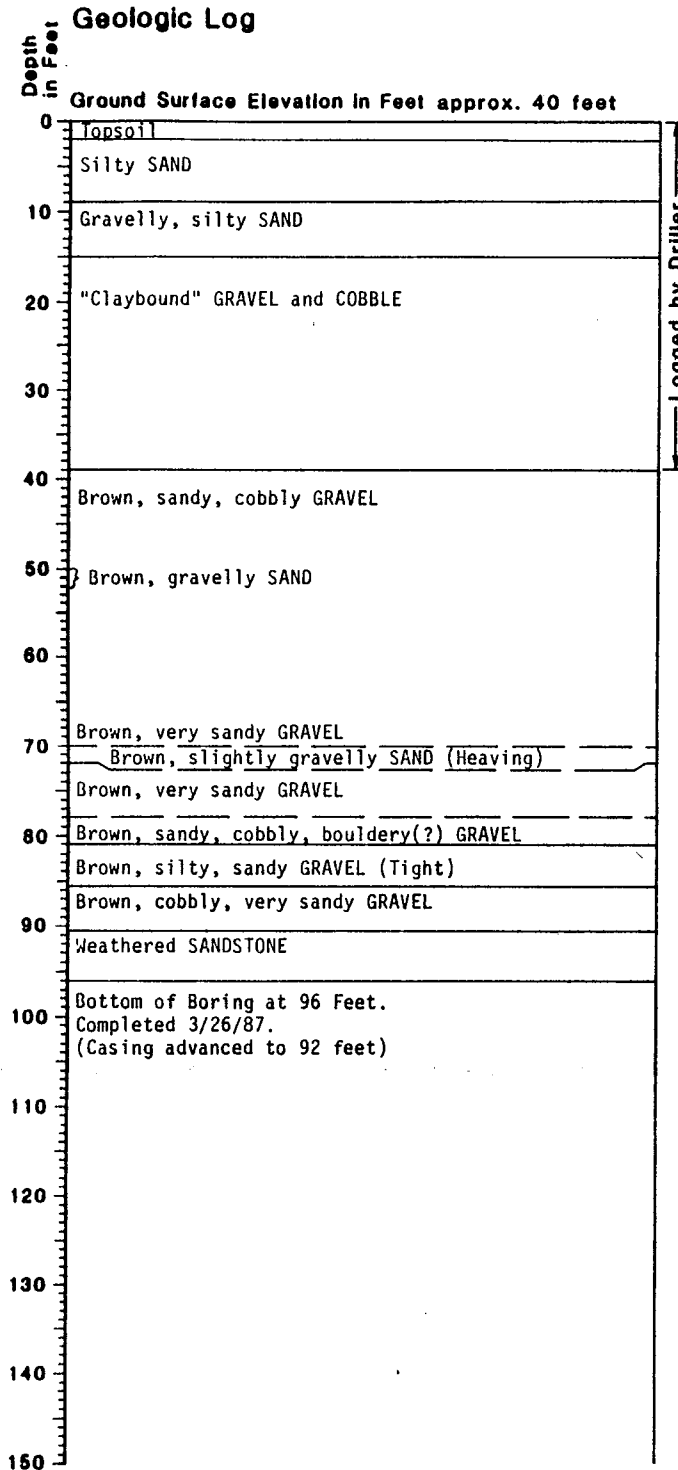 Geologic Log
Depth
in Feet
Ground Surface Elevation in Feet approx. 40 feet
0
Topsoil
Silty SAND
10
Gravelly, silty SAND
Logged by Driller
20
"Claybound" GRAVEL and COBBLE
30
40
Brown, sandy, cobbly GRAVEL
50
} Brown, gravelly SAND
60
Brown, very sandy GRAVEL
70
Brown, slightly gravelly SAND (Heaving)
Brown, very sandy GRAVEL
80
Brown, sandy, cobbly, bouldery(?) GRAVEL
Brown, silty, sandy GRAVEL (Tight)
Brown, cobbly, very sandy GRAVEL
90
Weathered SANDSTONE
Bottom of Boring at 96 Feet.
100
Completed 3/26/87.
(Casing advanced to 92 feet)
110
120
130
140
150